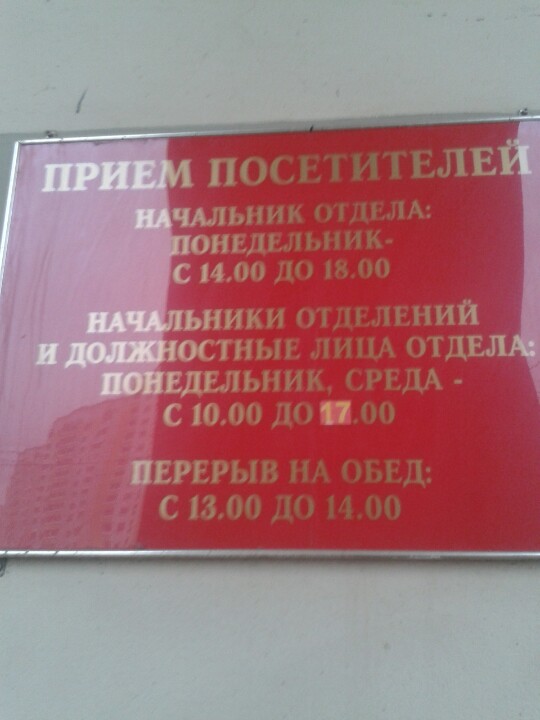 ПРИЕМ ПОСЕТИТЕЛЕЙ
НАЧАЛЬНИК ОТДЕЛА:
ПОНЕДЕЛЬНИК-
С 14.00 ДО 18.00
НАЧАЛЬНИКИ ОТДЕЛЕНИЙ
И ДОЛЖНОСТНЫЕ ЛИЦА ОТДЕЛА:
ПОНЕДЕЛЬНИК, СРЕДА -
С 10.00 ДО 17.00
ПЕРЕРЫВ НА ОБЕД:
С 13.00 ДО 14.00